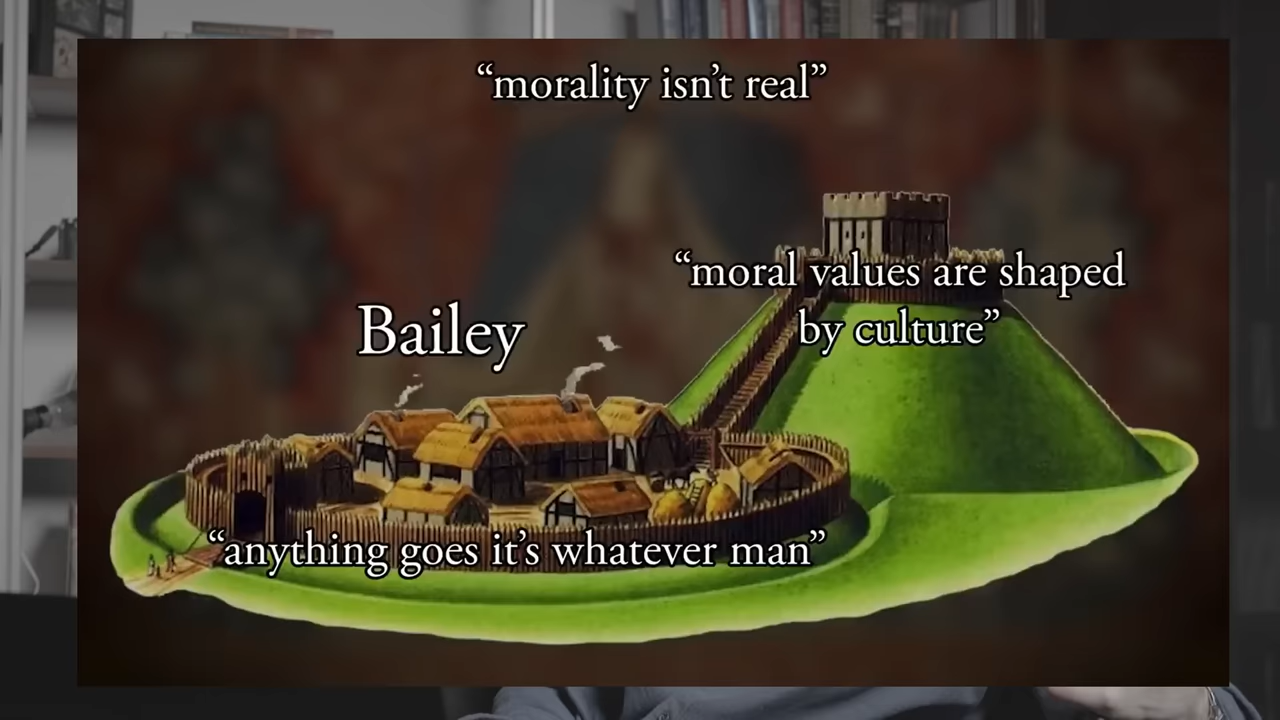 “morality isn’t real”
“moral values are shaped
by culture”
Bailey
“anything goes it’s whatever man”